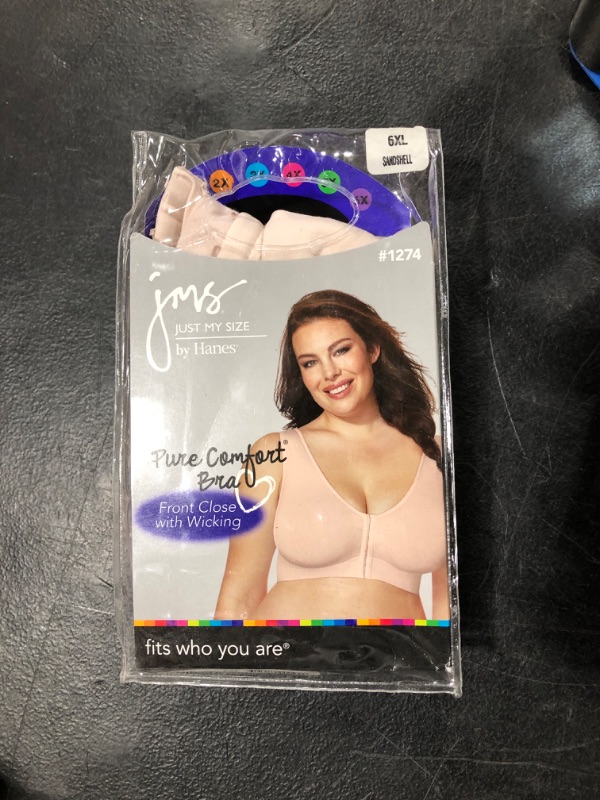 6XL
SANDSHELL
2X
4X
#1274
jms
JUST MY SIZE
by Hanes
Pure Comfort®
Bra
Front Close
with Wicking
fits who you are®